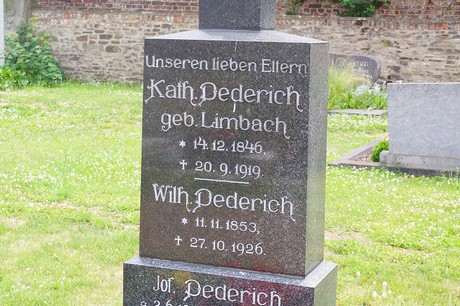 Unseren lieben Eltern
Kath. Dederich
geb. Limbach
* 14.12.1846,
† 20.9.1919.
Wilh. Dederich
* 11.11.1853,
† 27.10.1926.
Jos. Dederich